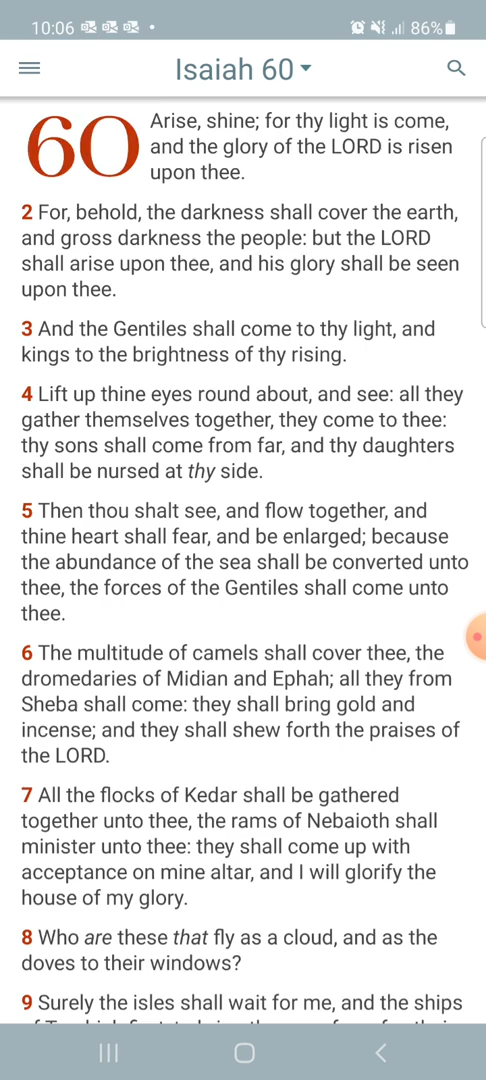 10:06
86%
Isaiah 60
60 Arise, shine; for thy light is come,
and the glory of the LORD is risen
upon thee.
2 For, behold, the darkness shall cover the earth,
and gross darkness the people: but the LORD
shall arise upon thee, and his glory shall be seen
upon thee.
3 And the Gentiles shall come to thy light, and
kings to the brightness of thy rising.
4 Lift up thine eyes round about, and see: all they
gather themselves together, they come to thee:
thy sons shall come from far, and thy daughters
shall be nursed at thy side.
5 Then thou shalt see, and flow together, and
thine heart shall fear, and be enlarged; because
the abundance of the sea shall be converted unto
thee, the forces of the Gentiles shall come unto
thee.
6 The multitude of camels shall cover thee, the
dromedaries of Midian and Ephah; all they from
Sheba shall come: they shall bring gold and
incense; and they shall shew forth the praises of
the LORD.
7 All the flocks of Kedar shall be gathered
together unto thee, the rams of Nebaioth shall
minister unto thee: they shall come up with
acceptance on mine altar, and I will glorify the
house of my glory.
8 Who are these that fly as a cloud, and as the
doves to their windows?
9 Surely the isles shall wait for me, and the ships